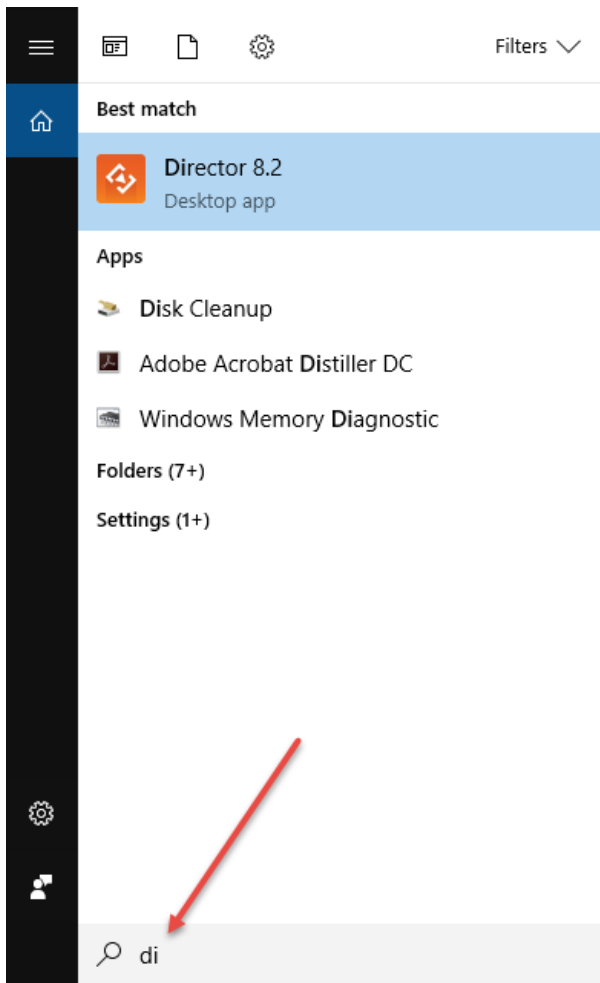 Filters
Best match
Director 8.2
Desktop app
Apps
Disk Cleanup
Adobe Acrobat Distiller DC
Windows Memory Diagnostic
Folders (7+)
Settings (1+)
di